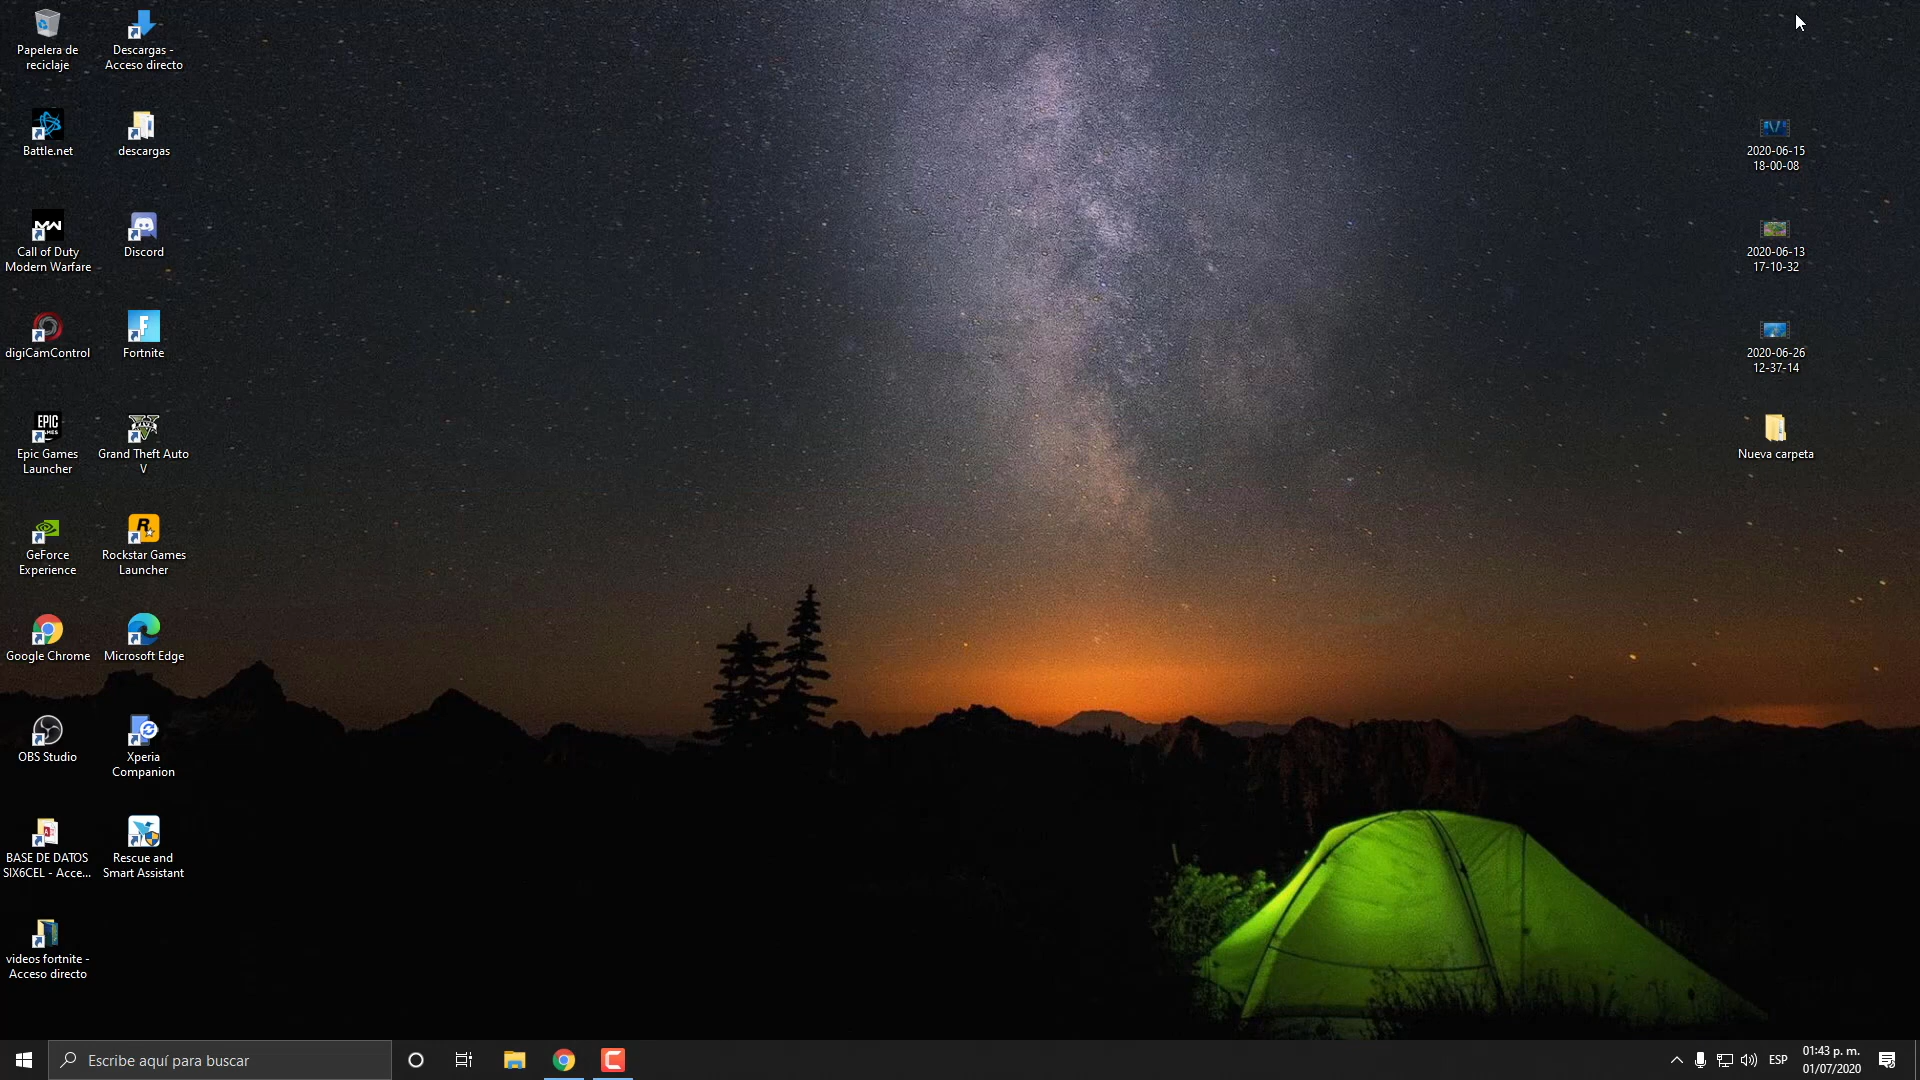 Papelera de
reciclaje
Descargas -
Acceso directo
Battle.net
descargas
Call of Duty
Modern Warfare
Discord
digiCamControl
Fortnite
EPIC
Epic Games
Launcher
Grand Theft Auto
V
GeForce
Experience
Rockstar Games
Launcher
Google Chrome
Microsoft Edge
OBS Studio
Xperia
Companion
BASE DE DATOS
SIX6CEL - Acce...
Rescue and
Smart Assistant
videos fortnite -
Acceso directo
2020-06-15
18-00-08
2020-06-13
17-10-32
2020-06-26
12-37-14
Nueva carpeta
Escribe aquí para buscar
ESP
01:43 p. m.
01/07/2020